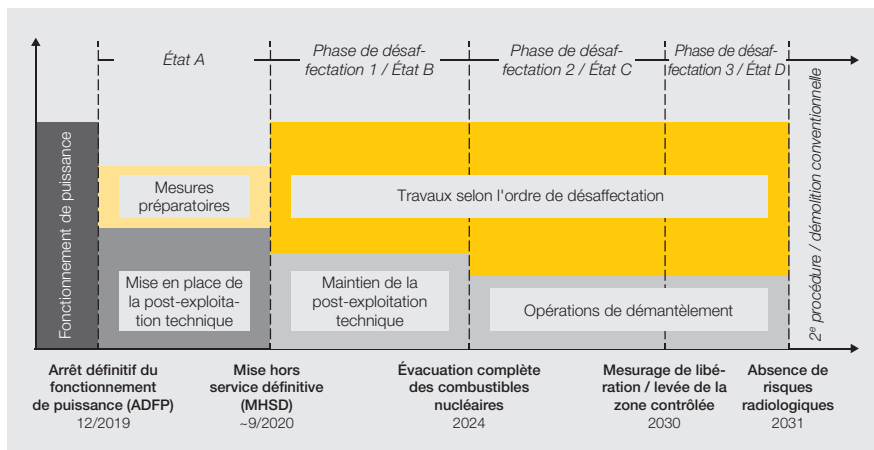 État A
Phase de désaf-
fectation 1 / État B
Phase de désaf-
fectation 2 / État C
Phase de désaf-
fectation 3 / État D
Fonctionnement de puissance
Mesures
préparatoires
Travaux selon l'ordre de désaffectation
Mise en place de
la post-exploita-
tion technique
Maintien de la
post-exploitation
technique
Opérations de démantèlement
2e procédure / démolition conventionnelle
Arrêt définitif du
fonctionnement
de puissance (ADFP)
12/2019
Mise hors
service définitive
(MHSD)
~9/2020
Évacuation complète
des combustibles
nucléaires
2024
Mesurage de libé-
ration / levée de la
zone contrôlée
2030
Absence de
risques
radiologiques
2031